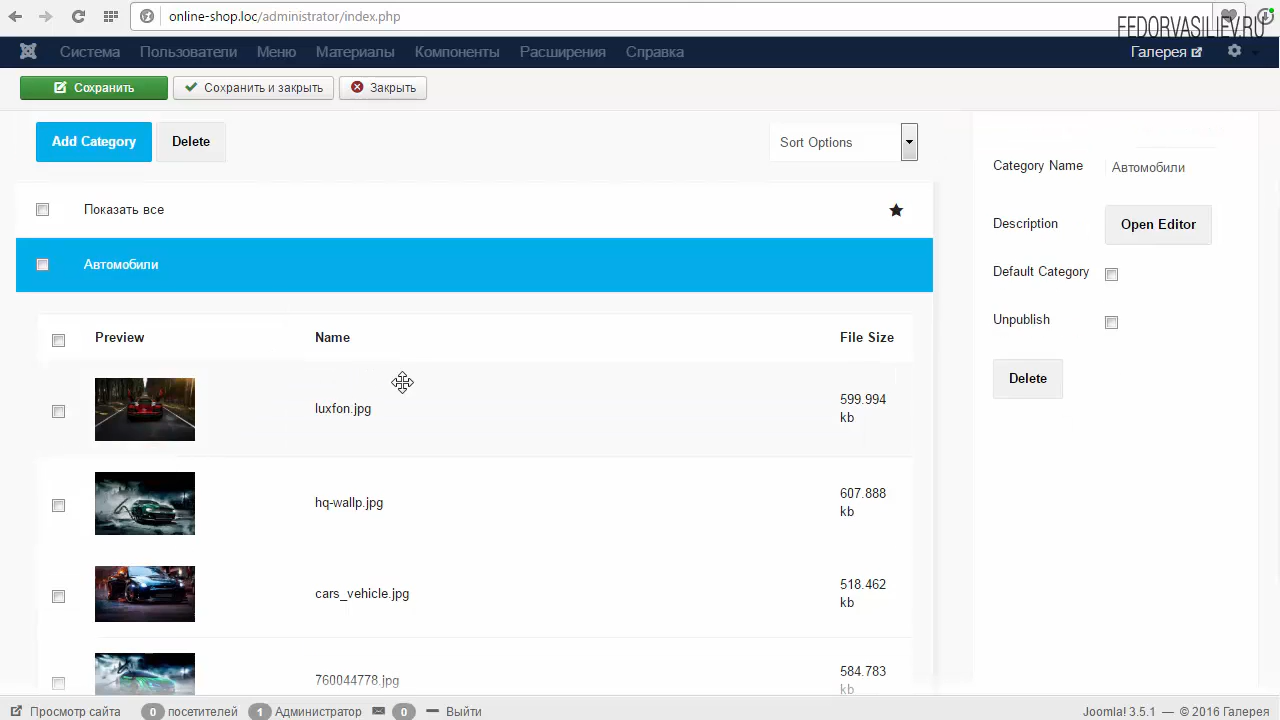 online-shop.loc/administrator/index.php
FEDORVASILIEV.RU
Система Пользователи Меню Материалы Компоненты Расширения Справка Галерея
Сохранить Сохранить и закрыть Закрыть
Add Category Delete Sort Options
Category Name Автомобили
Показать все
Description Open Editor
Автомобили
Default Category
Unpublish
Preview Name File Size
Delete
luxfon.jpg 599.994
kb
hq-wallp.jpg 607.888
kb
cars_vehicle.jpg 518.462
kb
760044778.jpg 584.783
kb
Просмотр сайта 0 посетителей 1 Администратор 0 Выйти Joomla! 3.5.1 — © 2016 Галерея